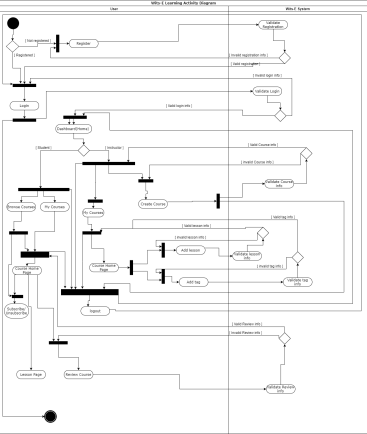 Wits-E Learning Activity Diagram
User
Wits-E System
Validate
Registration
[ Not registered ]
Register
[ Registered ]
[ Invalid registration info ]
[ Valid registration ]
[ Invalid login info ]
Login
Validate Login
[ Valid login info ]
Dashboard(Home)
[ Student ]
[ Instructor ]
[ Valid Course info ]
[ Invalid Course info ]
Validate Course
info
Browse Courses
My Courses
Create Course
My Courses
[ Valid lesson info ]
[ Valid tag info ]
[ Invalid lesson info ]
Add lesson
Validate lesson
info
Course Home
Page
Course Home
Page
[ Invalid tag info ]
Add tag
Validate tag
info
Subscribe/
Unsubscribe
logout
[ Valid Review info ]
[ Invalid Review info ]
Lesson Page
Review Course
Validate Review
info